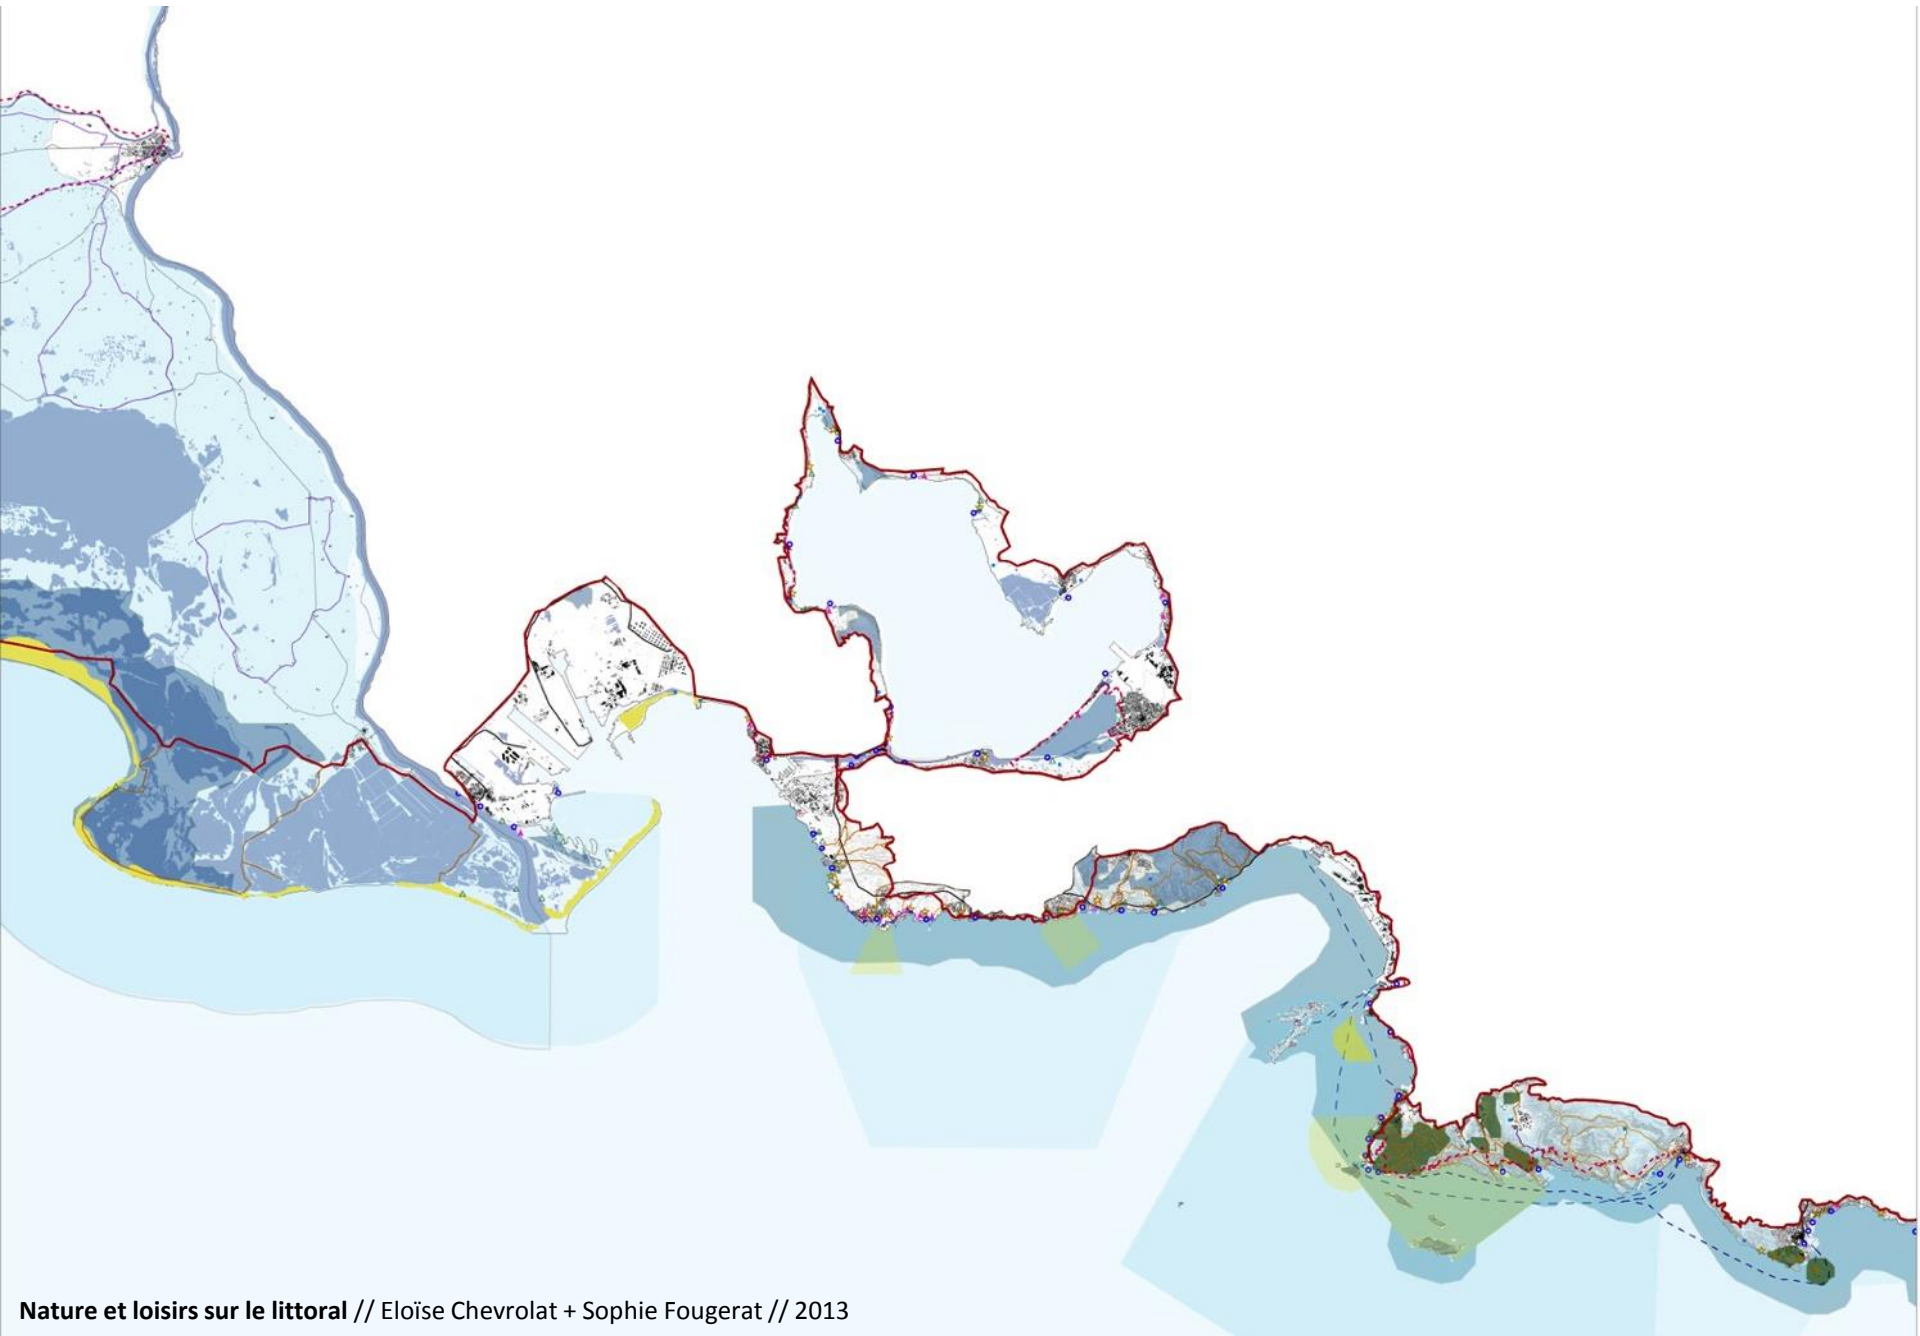 Nature et loisirs sur le littoral // Eloïse Chevrolat + Sophie Fougerat // 2013